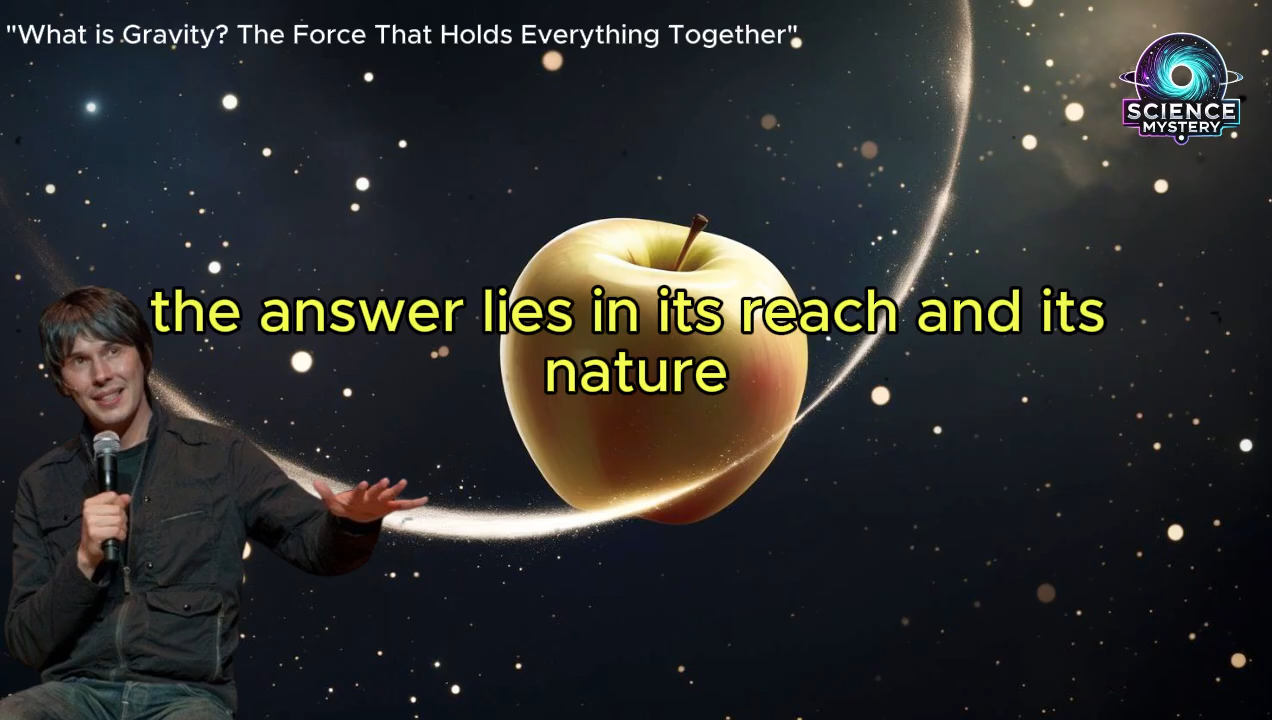 "What is Gravity? The Force That Holds Everything Together"
SCIENCE
MYSTERY
the answer lies in its reach and its
nature